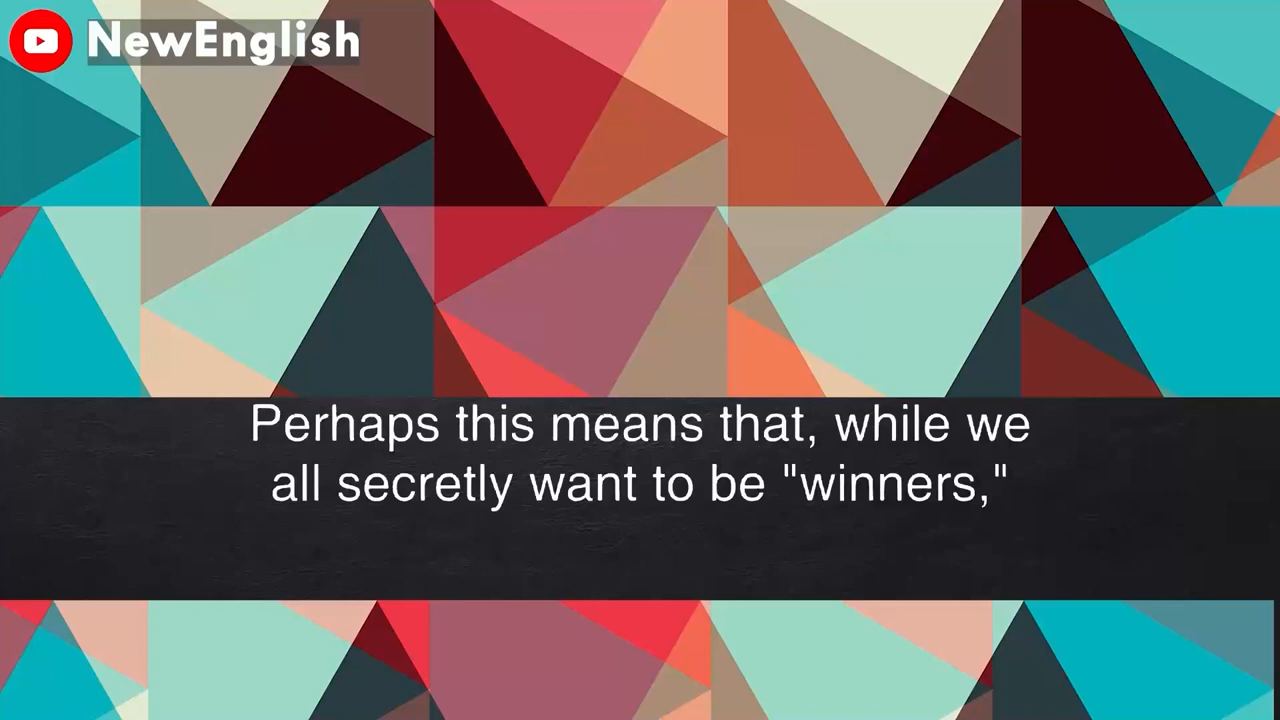 NewEnglish
Perhaps this means that, while we
all secretly want to be "winners,"